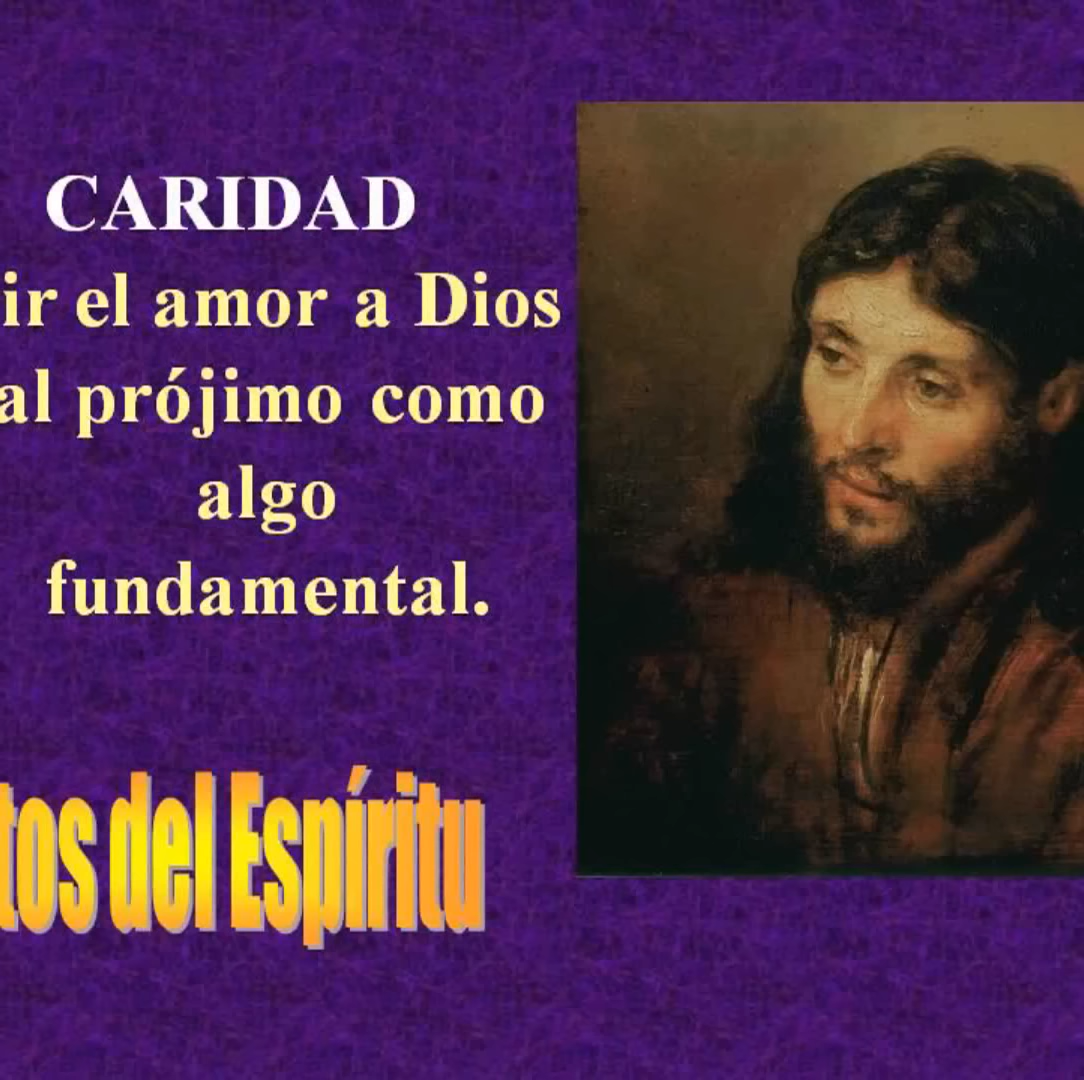 CARIDAD
ir el amor a Dios
al prójimo como
algo
fundamental.
tos del Espíritu